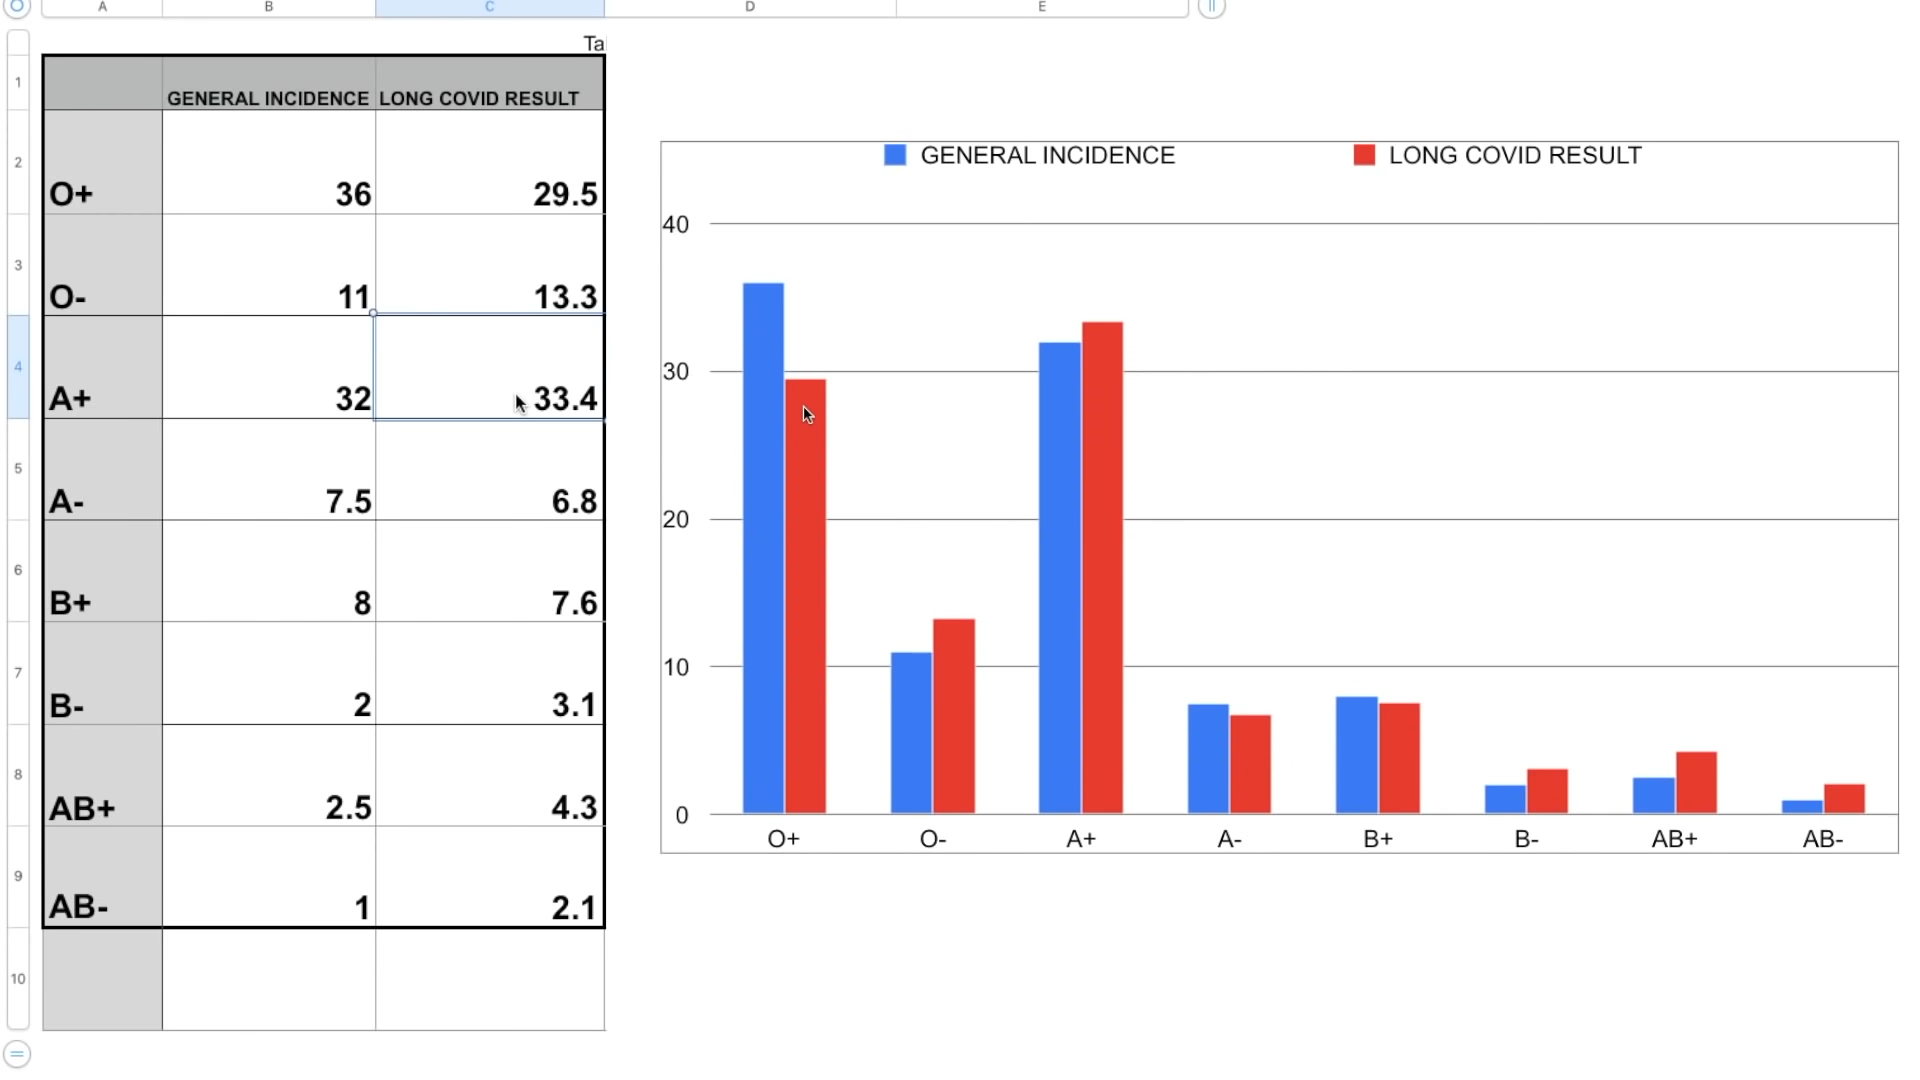 A B C D E
Ta
GENERAL INCIDENCE LONG COVID RESULT
1
2 O+ 36 29.5
3 O- 11 13.3
4 A+ 32 33.4
5 A- 7.5 6.8
6 B+ 8 7.6
7 B- 2 3.1
8 AB+ 2.5 4.3
9 AB- 1 2.1
10
GENERAL INCIDENCE LONG COVID RESULT
40
30
20
10
0
O+ O- A+ A- B+ B- AB+ AB-